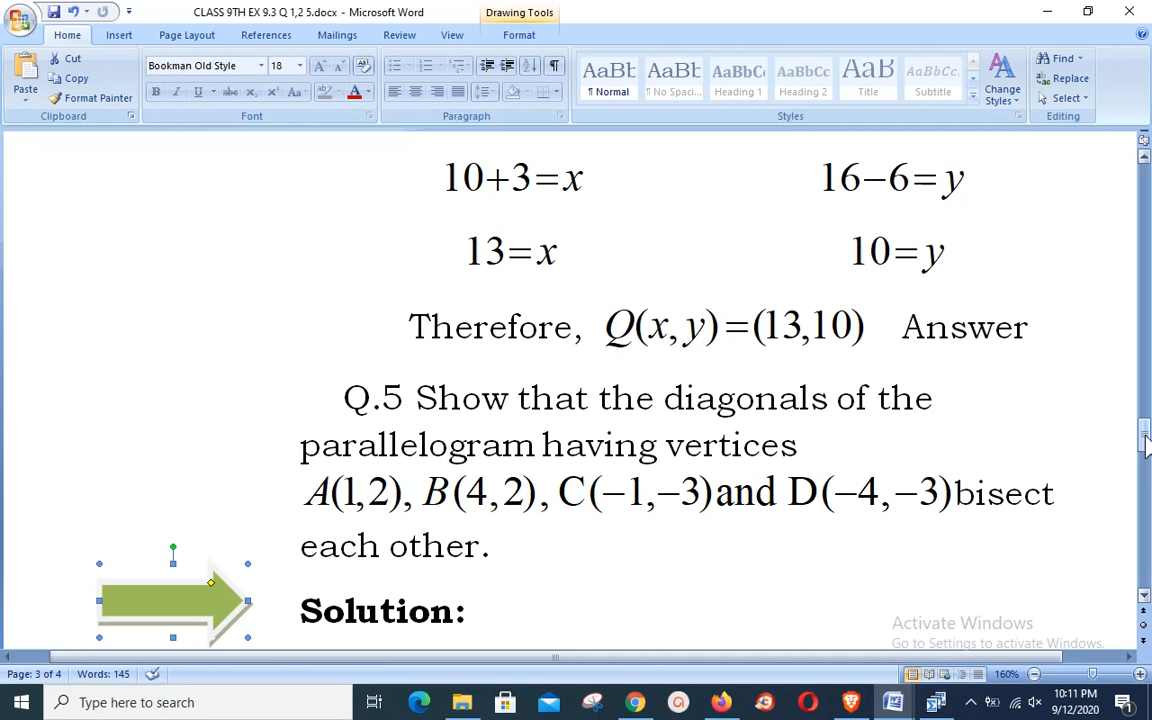 CLASS 9TH EX 9.3 Q 1,2 5.docx - Microsoft Word
Drawing Tools
Home Insert Page Layout References Mailings Review View Format
Paste
Cut
Copy
Format Painter
Clipboard
Bookman Old Style 18
Font
Paragraph
AaBb AaBb AaBbC AaBbCc AaB AaBbCc
¶ Normal ¶ No Spaci... Heading 1 Heading 2 Title Subtitle
Change Styles
Styles
Find
Replace
Select
Editing
10+3=x 16−6=y
13=x 10=y
Therefore, Q(x,y)=(13,10) Answer
Q.5 Show that the diagonals of the
parallelogram having vertices
A(1,2), B(4,2), C(−1,−3)and D(−4,−3)bisect
each other.
Solution:
Activate Windows
Go to Settings to activate Windows.
Page: 3 of 4 Words: 145 160%
Type here to search
10:11 PM
9/12/2020